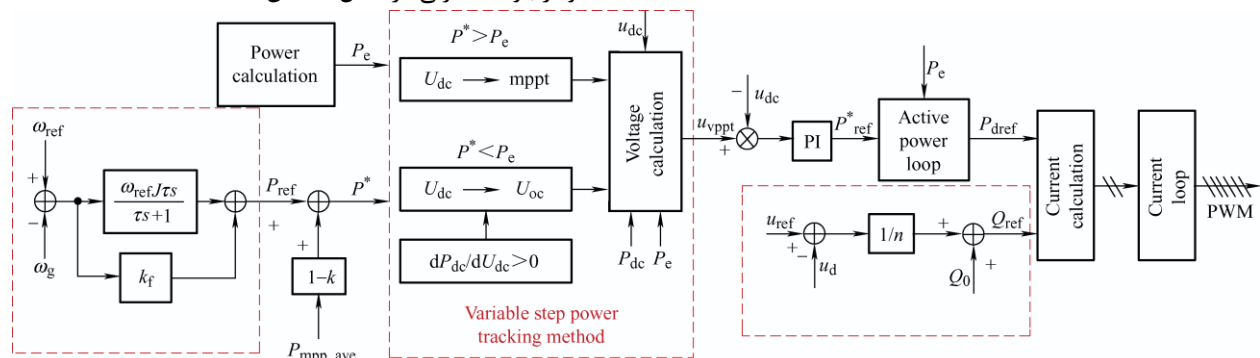 Power
calculation
P_e
P* > P_e
U_dc → mppt
P* < P_e
U_dc → U_oc
dP_dc/dU_dc>0
Variable step power
tracking method
u_dc
Voltage
calculation
P_dc P_e
u_vppt
+
−
u_dc
PI
P*_ref
P_e
Active
power
loop
P_dref
Current
calculation
Current
loop
PWM
ω_ref
+
−
ω_g
ω_ref Jτs
τs+1
k_f
P_ref
+
+
P*
1−k
P_mpp_ave
u_ref
+
−
u_d
1/n
+
Q_ref
+
Q_0